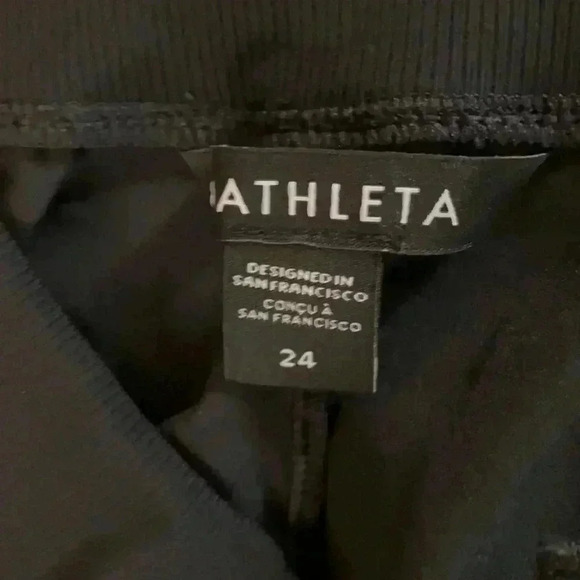 ATHLETA
DESIGNED IN
SAN FRANCISCO
CONÇU À
SAN FRANCISCO
24